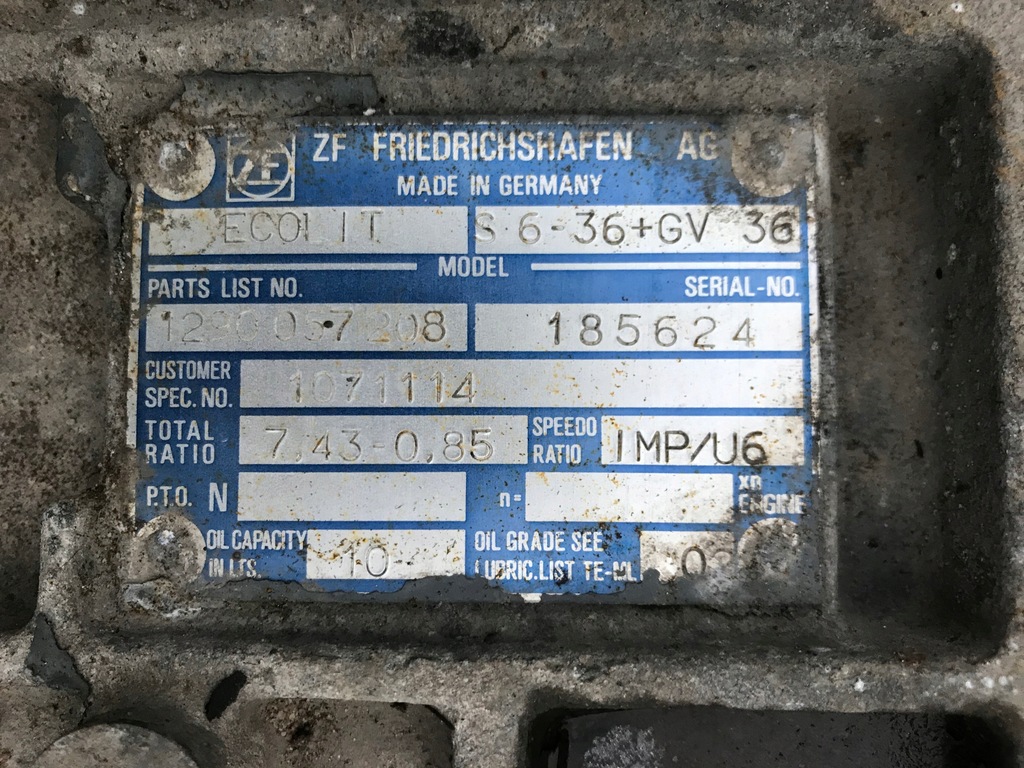 ZF ZF FRIEDRICHSHAFEN AG
MADE IN GERMANY
ECOLIT S 6-36+GV 36
MODEL
PARTS LIST NO. SERIAL-NO.
185624
CUSTOMER SPEC. NO. 1071114
TOTAL RATIO 7,43-0,85 SPEEDO RATIO IMP/U6
P.T.O. N n= XN ENGINE
OIL CAPACITY IN LTS. 10 OIL GRADE SEE
LUBRIC. LIST TE-ML